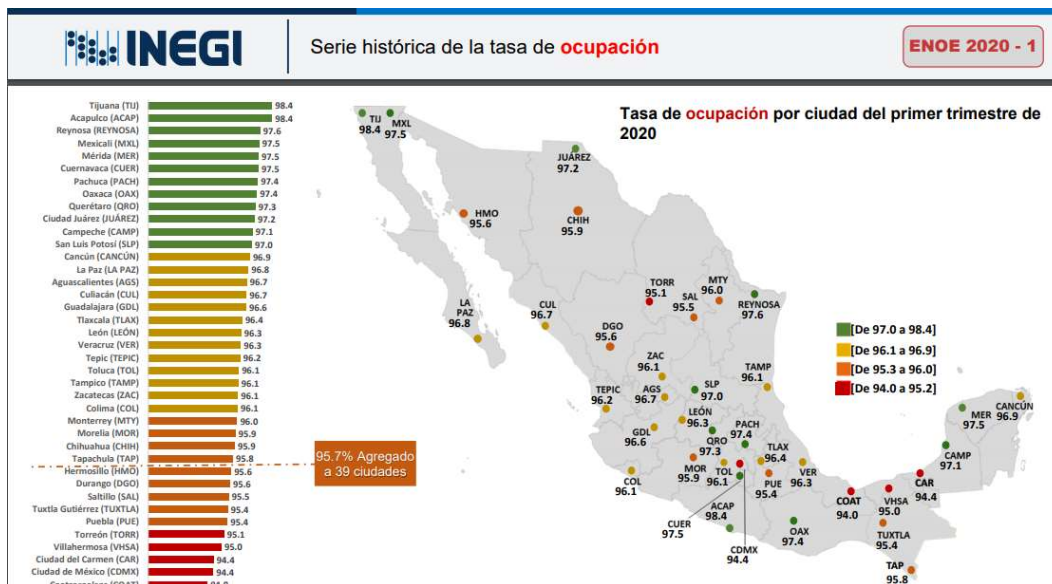 INEGI
Serie histórica de la tasa de ocupación
ENOE 2020 - 1
Tijuana (TIJ) 98.4
Acapulco (ACAP) 98.4
Reynosa (REYNOSA) 97.6
Mexicali (MXL) 97.5
Mérida (MER) 97.5
Cuernavaca (CUER) 97.5
Pachuca (PACH) 97.4
Oaxaca (OAX) 97.4
Querétaro (QRO) 97.3
Ciudad Juárez (JUÁREZ) 97.2
Campeche (CAMP) 97.1
San Luis Potosí (SLP) 97.0
Cancún (CANCÚN) 96.9
La Paz (LA PAZ) 96.8
Aguascalientes (AGS) 96.7
Culiacán (CUL) 96.7
Guadalajara (GDL) 96.6
Tlaxcala (TLAX) 96.4
León (LEÓN) 96.3
Veracruz (VER) 96.3
Tepic (TEPIC) 96.2
Toluca (TOL) 96.1
Tampico (TAMP) 96.1
Zacatecas (ZAC) 96.1
Colima (COL) 96.1
Monterrey (MTY) 96.0
Morelia (MOR) 95.9
Chihuahua (CHIH) 95.9
Tapachula (TAP) 95.8
Hermosillo (HMO) 95.6
Durango (DGO) 95.6
Saltillo (SAL) 95.5
Tuxtla Gutiérrez (TUXTLA) 95.4
Puebla (PUE) 95.4
Torreón (TORR) 95.1
Villahermosa (VHSA) 95.0
Ciudad del Carmen (CAR) 94.4
Ciudad de México (CDMX) 94.4
95.7% Agregado
a 39 ciudades
Tasa de ocupación por ciudad del primer trimestre de
2020
TIJ
98.4
MXL
97.5
JUÁREZ
97.2
HMO
95.6
CHIH
95.9
TORR
95.1
MTY
96.0
SAL
95.5
REYNOSA
97.6
LA
PAZ
96.8
CUL
96.7
DGO
95.6
ZAC
96.1
TAMP
96.1
TEPIC
96.2
AGS
96.7
SLP
97.0
LEÓN
96.3
PACH
97.4
GDL
96.6
QRO
97.3
TLAX
96.4
MOR
95.9
TOL
96.1
PUE
95.4
VER
96.3
COL
96.1
ACAP
98.4
CUER
97.5
CDMX
94.4
OAX
97.4
COAT
94.0
VHSA
95.0
CAR
94.4
CAMP
97.1
MER
97.5
CANCÚN
96.9
TUXTLA
95.4
TAP
95.8
[De 97.0 a 98.4]
[De 96.1 a 96.9]
[De 95.3 a 96.0]
[De 94.0 a 95.2]